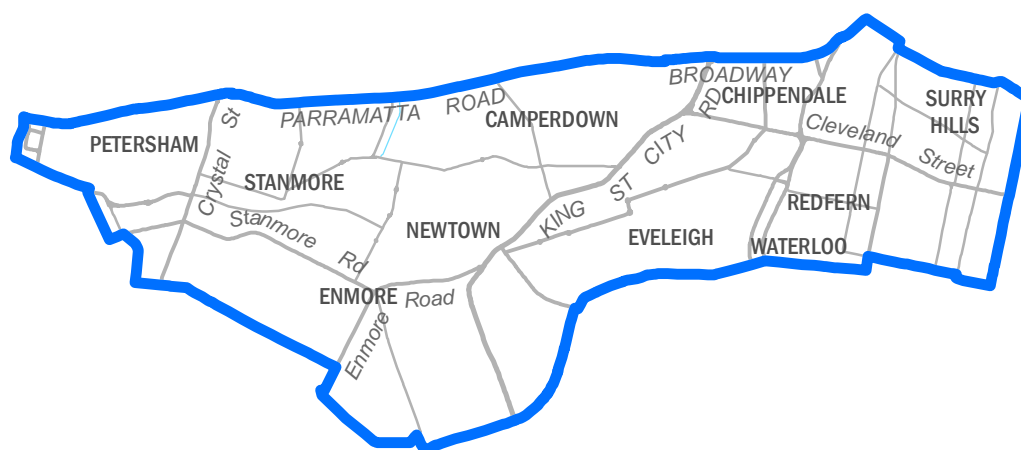 BROADWAY
PARRAMATTA ROAD
CHIPPENDALE
SURRY
HILLS
CAMPERDOWN
CITY RD
Cleveland Street
PETERSHAM
Crystal St
STANMORE
KING ST
REDFERN
Stanmore Rd
NEWTOWN
EVELEIGH
WATERLOO
ENMORE
Enmore Road